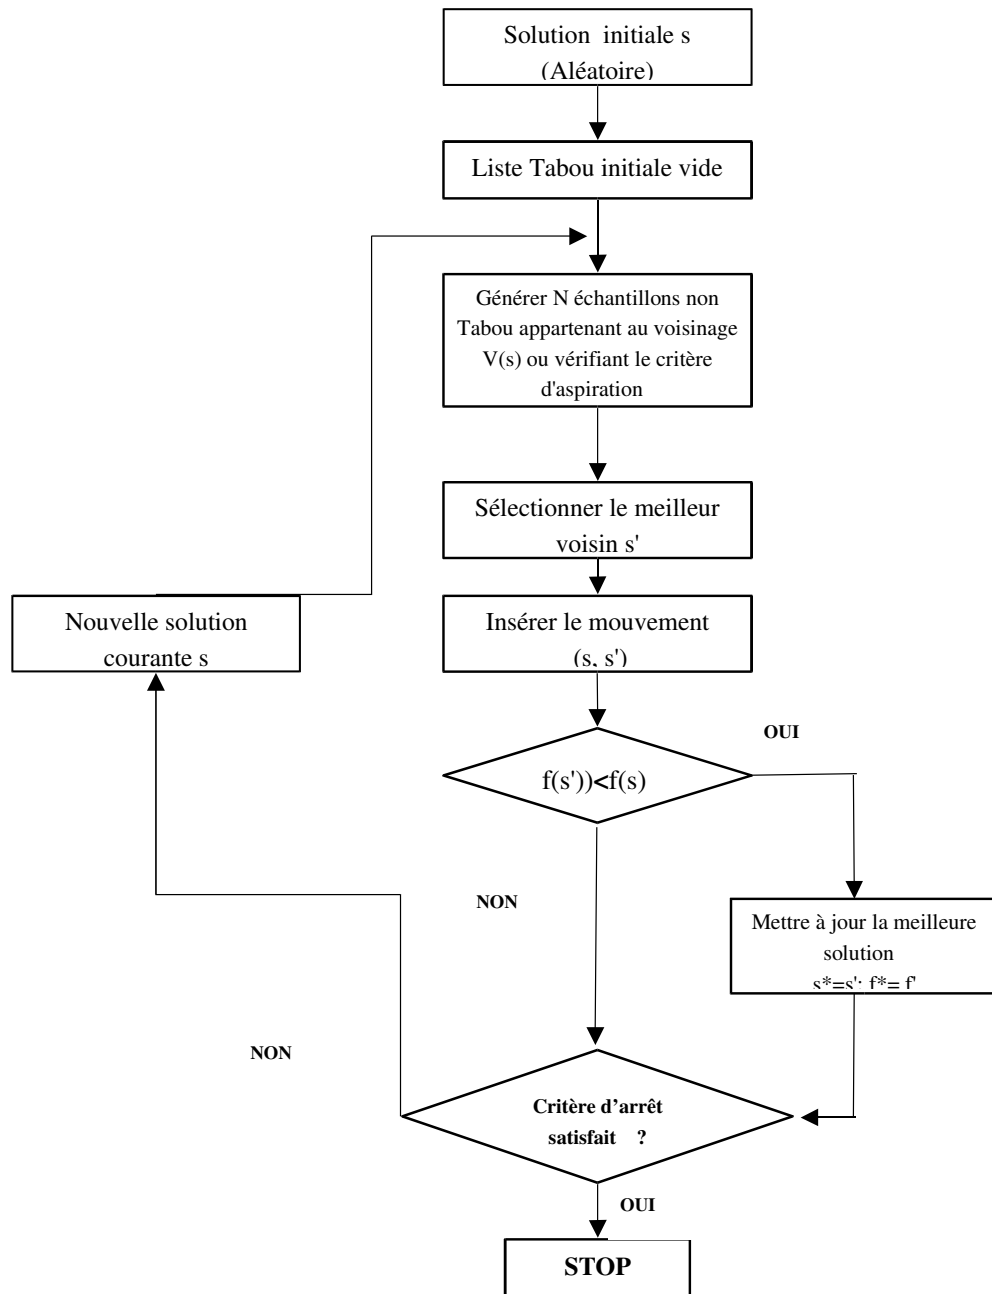 Solution initiale s
(Aléatoire)
Liste Tabou initiale vide
Générer N échantillons non
Tabou appartenant au voisinage
V(s) ou vérifiant le critère
d'aspiration
Sélectionner le meilleur
voisin s'
Insérer le mouvement
(s, s')
Nouvelle solution
courante s
OUI
f(s'))<f(s)
NON
Mettre à jour la meilleure
solution
s*=s'; f*= f'
NON
Critère d’arrêt
satisfait ?
OUI
STOP